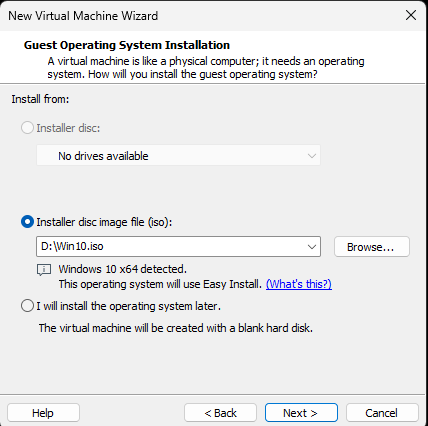 New Virtual Machine Wizard
Guest Operating System Installation
A virtual machine is like a physical computer; it needs an operating
system. How will you install the guest operating system?
Install from:
Installer disc:
No drives available
Installer disc image file (iso):
D:\Win10.iso
Browse...
Windows 10 x64 detected.
This operating system will use Easy Install. (What's this?)
I will install the operating system later.
The virtual machine will be created with a blank hard disk.
Help
< Back
Next >
Cancel